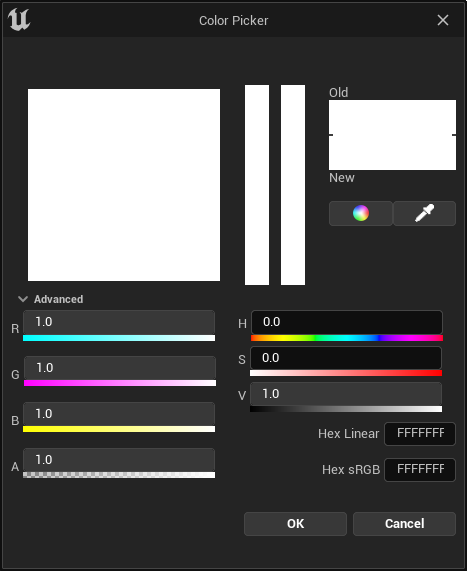 Color Picker
Old
New
Advanced
R 1.0
G 1.0
B 1.0
A 1.0
H 0.0
S 0.0
V 1.0
Hex Linear FFFFFFF
Hex sRGB FFFFFFF
OK Cancel